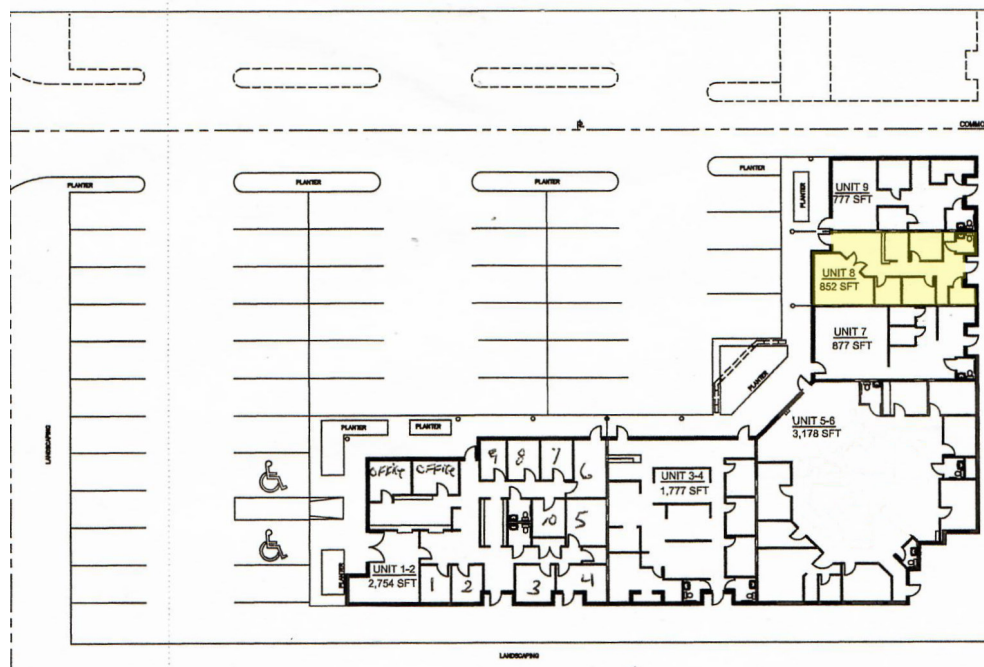 PL
COMMO
PLANTER
PLANTER
PLANTER
PLANTER
PLANTER
UNIT 9
777 SFT
UNIT 8
852 SFT
UNIT 7
877 SFT
PLANTER
UNIT 5-6
3,178 SFT
PLANTER
PLANTER
LANDSCAPING
OFFICE
OFFICE
9
8
7
6
UNIT 3-4
1,777 SFT
10
5
UNIT 1-2
2,754 SFT
PLANTER
1
2
3
4
LANDSCAPING